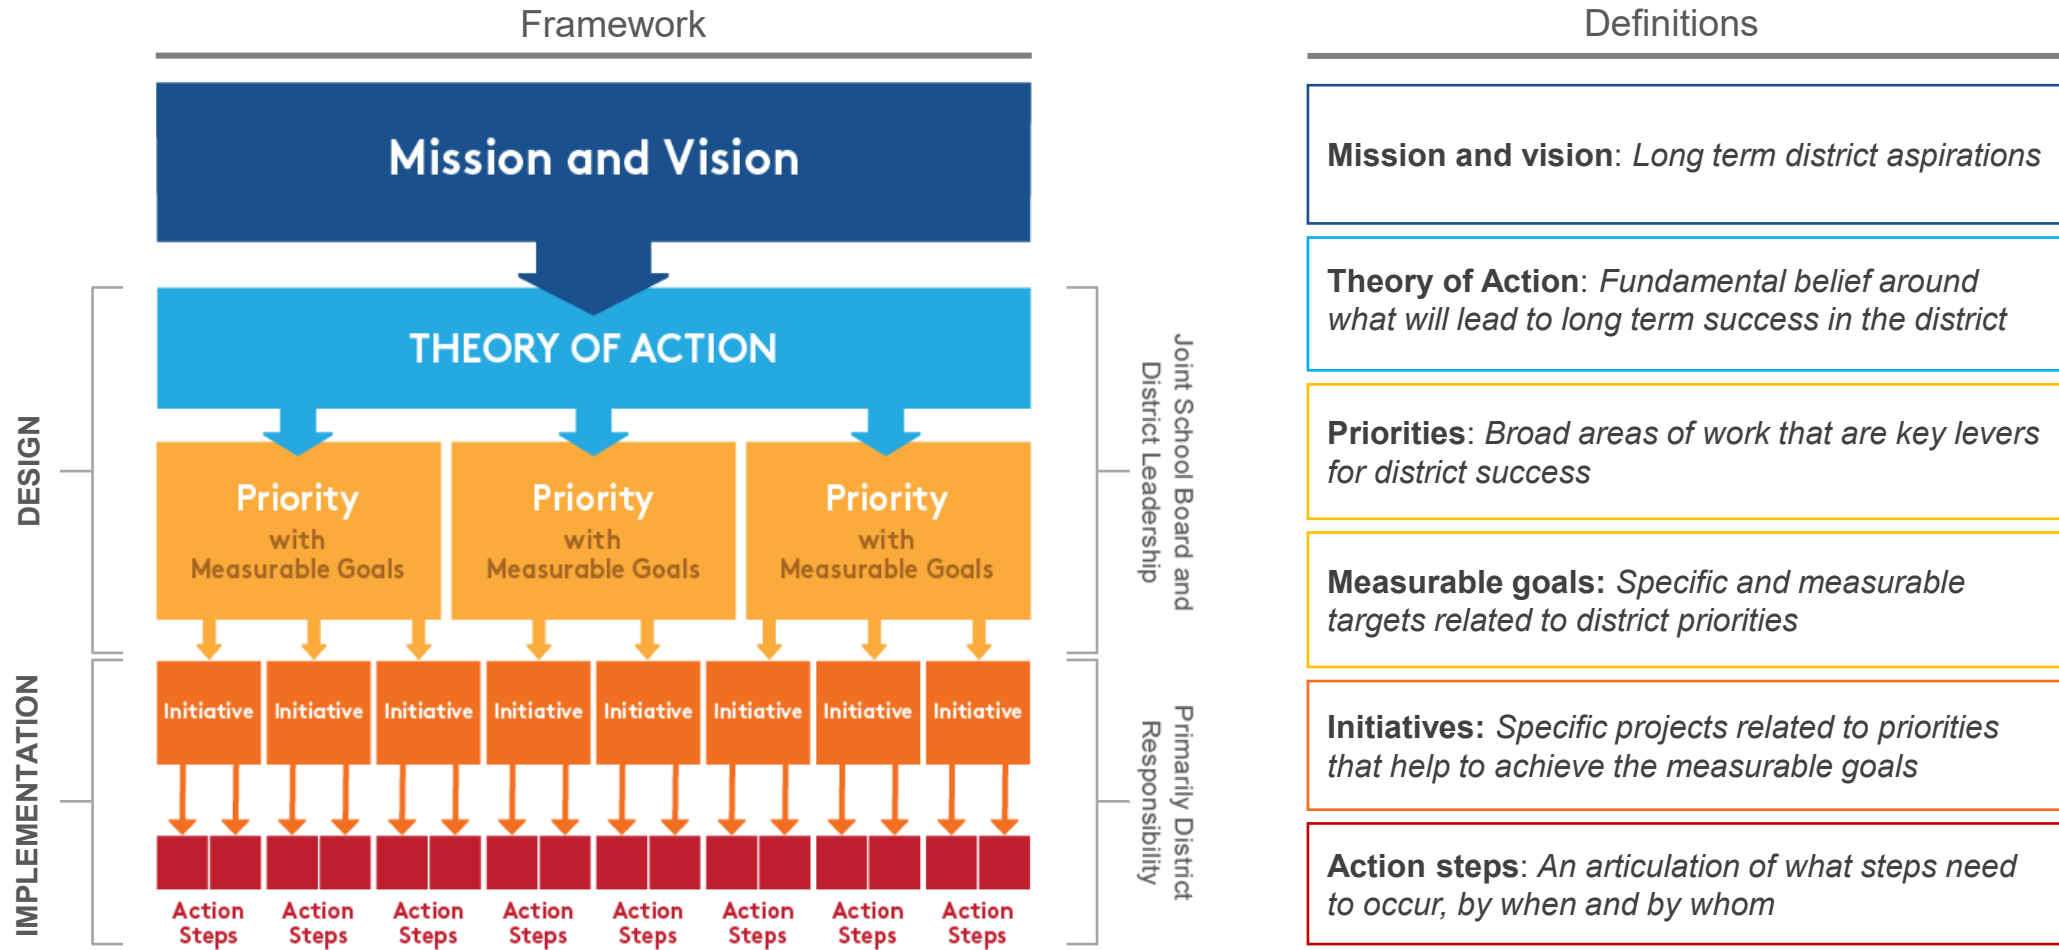 Framework
Mission and Vision
THEORY OF ACTION
Priority
with
Measurable Goals
Priority
with
Measurable Goals
Priority
with
Measurable Goals
Initiative
Initiative
Initiative
Initiative
Initiative
Initiative
Initiative
Initiative
Action
Steps
Action
Steps
Action
Steps
Action
Steps
Action
Steps
Action
Steps
Action
Steps
Action
Steps
DESIGN
IMPLEMENTATION
Joint School Board and
District Leadership
Primarily District
Responsibility
Definitions
Mission and vision: Long term district aspirations
Theory of Action: Fundamental belief around
what will lead to long term success in the district
Priorities: Broad areas of work that are key levers
for district success
Measurable goals: Specific and measurable
targets related to district priorities
Initiatives: Specific projects related to priorities
that help to achieve the measurable goals
Action steps: An articulation of what steps need
to occur, by when and by whom